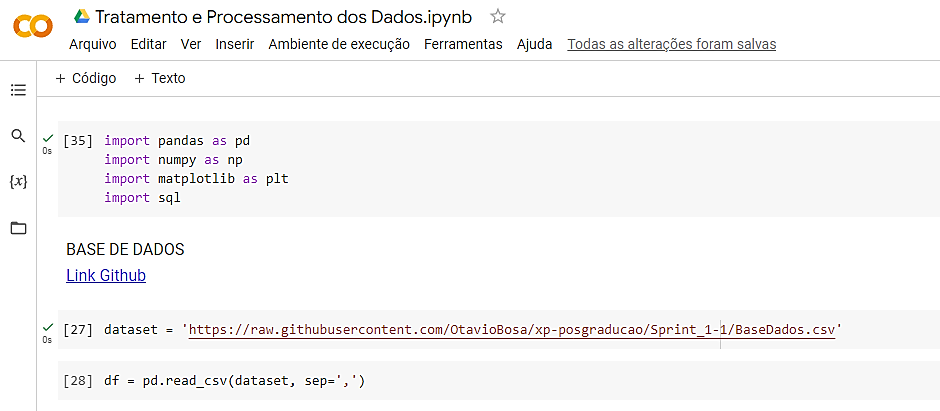 Tratamento e Processamento dos Dados.ipynb
Arquivo Editar Ver Inserir Ambiente de execução Ferramentas Ajuda Todas as alterações foram salvas
+ Código + Texto
[35] import pandas as pd
0s
import numpy as np
import matplotlib as plt
{x}
import sql
BASE DE DADOS
Link Github
[27] dataset = 'https://raw.githubusercontent.com/OtavioBosa/xp-posgraducao/Sprint_1-1/BaseDados.csv'
0s
[28] df = pd.read_csv(dataset, sep=',')